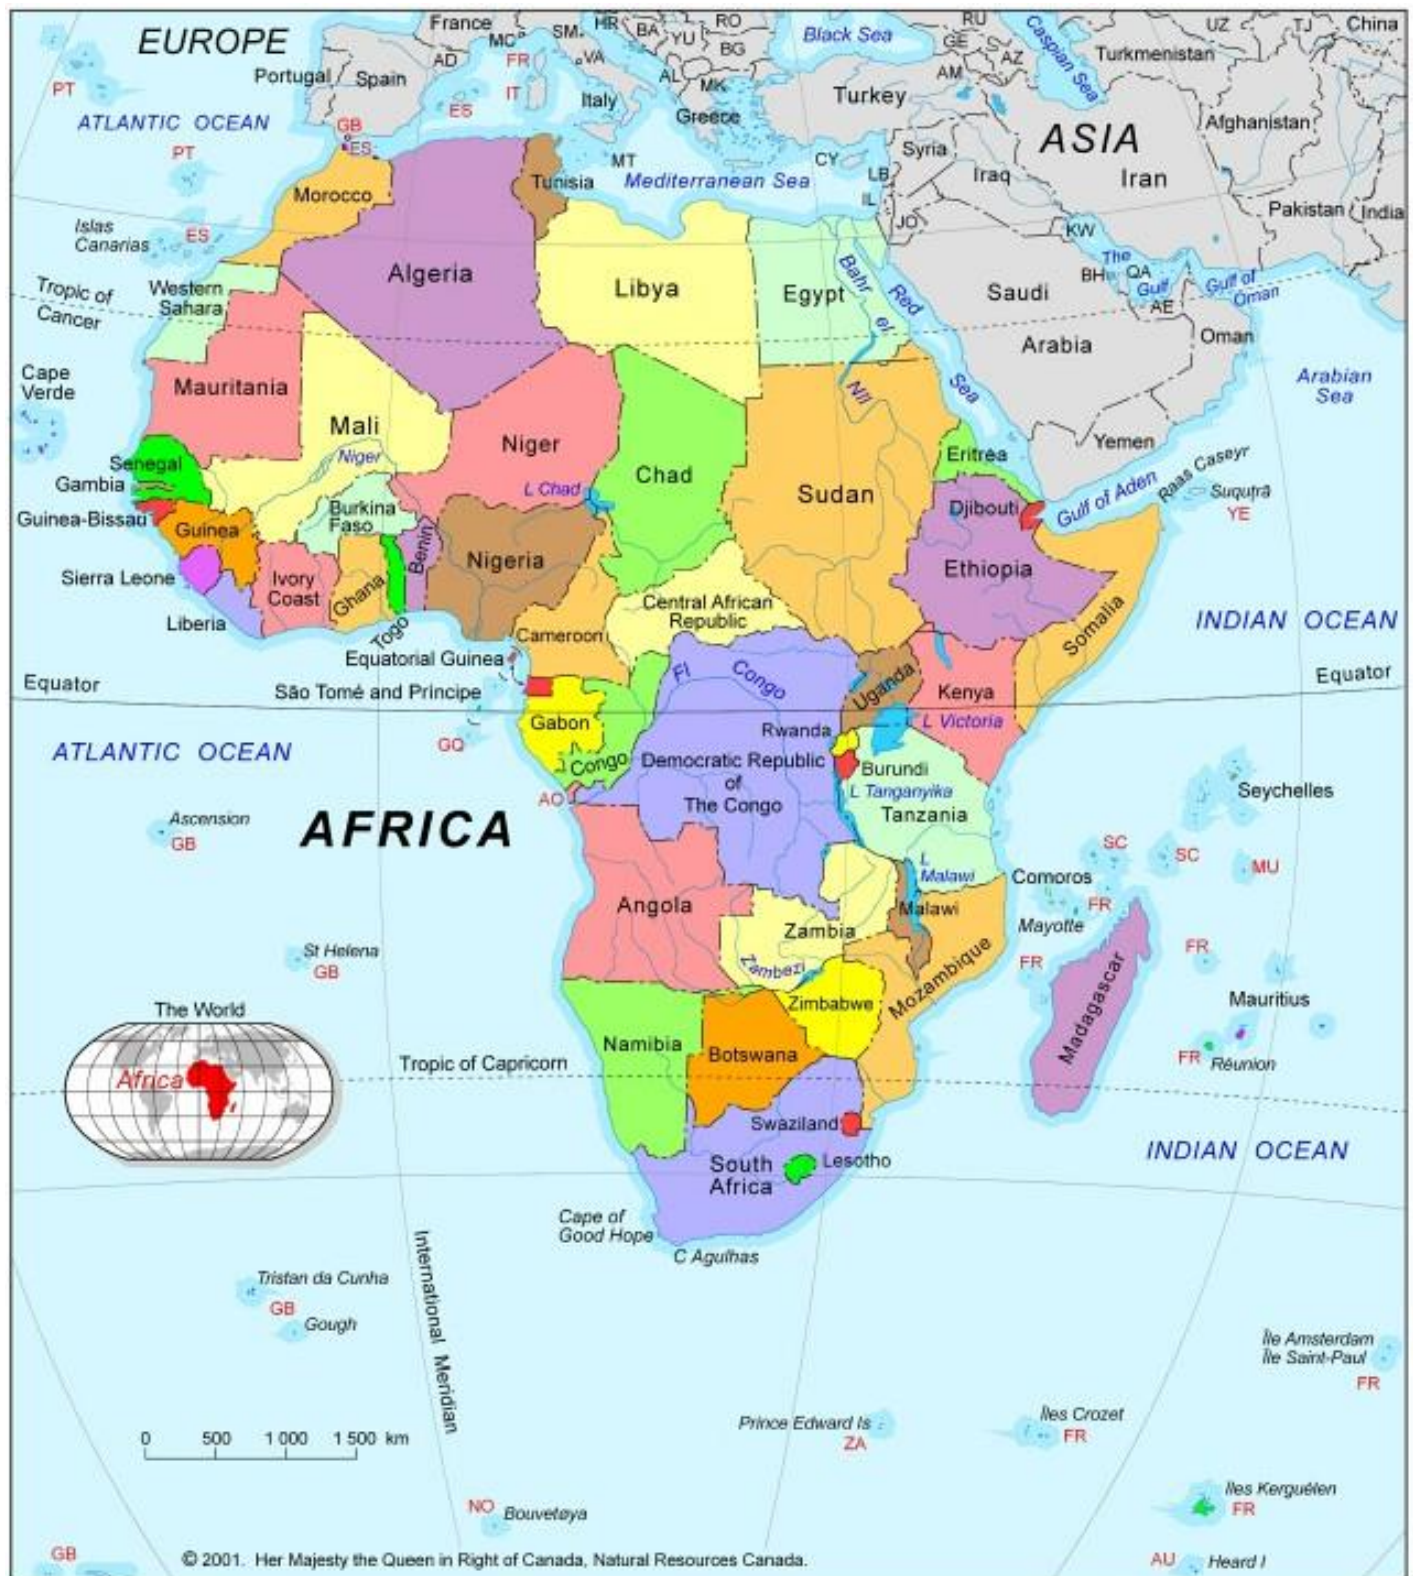 EUROPE
France
MC
SM
HR
BA
YU
RO
BG
Black Sea
RU
GE
AZ
AM
Caspian Sea
UZ
TJ
China
Turkmenistan
Portugal
Spain
AD
FR
IT
VA
Italy
AL
MK
Greece
Turkey
ASIA
Afghanistan
PT
ES
ATLANTIC OCEAN
GB
ES
PT
MT
Mediterranean Sea
CY
Syria
LB
IL
JO
Iraq
Iran
Pakistan
India
KW
Morocco
Tunisia
Islas
Canarias
ES
Algeria
Libya
Egypt
Bahr
el
Nil
Red
Sea
Saudi
Arabia
BH
QA
The
Gulf
AE
Gulf of
Oman
Oman
Western
Sahara
Tropic of
Cancer
Cape
Verde
Mauritania
Mali
Niger
Niger
Chad
L Chad
Sudan
Eritrea
Yemen
Arabian
Sea
Raas Caseyr
Suquṭrā
YE
Gulf of Aden
Djibouti
Senegal
Gambia
Guinea-Bissau
Guinea
Burkina
Faso
Benin
Nigeria
Ethiopia
Somalia
Sierra Leone
Ivory
Coast
Ghana
Togo
Liberia
Cameroon
Central African
Republic
INDIAN OCEAN
Equatorial Guinea
Equator
São Tomé and Príncipe
Gabon
Congo
Fl
Congo
Uganda
Kenya
Equator
L Victoria
Rwanda
ATLANTIC OCEAN
GQ
AO
Democratic Republic
of
The Congo
Burundi
L Tanganyika
Tanzania
Seychelles
AFRICA
Ascension
GB
L
Malawi
SC
SC
MU
Comoros
FR
Mayotte
FR
Angola
Zambia
Malawi
Zambezi
Mozambique
Madagascar
FR
St Helena
GB
Zimbabwe
Mauritius
FR
Réunion
The World
Africa
Namibia
Botswana
Tropic of Capricorn
Swaziland
South
Africa
Lesotho
INDIAN OCEAN
Cape of
Good Hope
C Agulhas
International Meridian
Tristan da Cunha
GB
Gough
Île Amsterdam
Île Saint-Paul
FR
Prince Edward Is
ZA
Îles Crozet
FR
0 500 1 000 1 500 km
NO
Bouvetøya
Îles Kerguélen
FR
GB
© 2001. Her Majesty the Queen in Right of Canada, Natural Resources Canada.
AU
Heard I